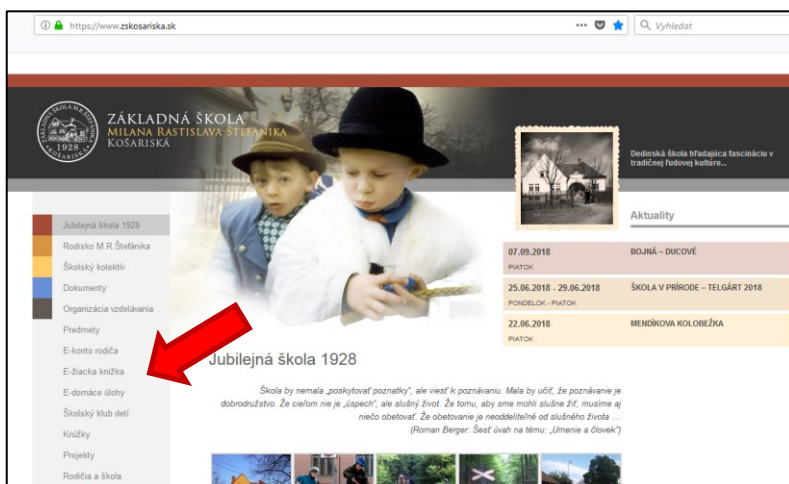 https://www.zskosariska.sk
Vyhledat
ZÁKLADNÁ ŠKOLA
MILANA RASTISLAVA ŠTEFÁNIKA
KOŠARISKÁ
1928
Dedinská škola hľadajúca fascináciu v
tradičnej ľudovej kultúre...
Jubilejná škola 1928
Rodisko M.R.Štefánika
Školský kolektív
Dokumenty
Organizácia vzdelávania
Predmety
E-konto rodiča
E-žiacka knižka
E-domáce úlohy
Školský klub detí
Krúžky
Projekty
Rodičia a škola
Aktuality
07.09.2018 BOJNÁ – DUCOVÉ
PIATOK
25.06.2018 - 29.06.2018 ŠKOLA V PRÍRODE – TELGÁRT 2018
PONDELOK - PIATOK
22.06.2018 MENDÍKOVA KOLOBEŽKA
PIATOK
Jubilejná škola 1928
Škola by nemala „poskytovať poznatky", ale viesť k poznávaniu. Mala by učiť, že poznávanie je
dobrodružstvo. Že cieľom nie je „úspech", ale slušný život. Že tomu, aby sme mohli slušne žiť, musíme aj
niečo obetovať. Že obetovanie je neoddeliteľné od slušného života ...
(Roman Berger: Šesť úvah na tému: „Umenie a človek")